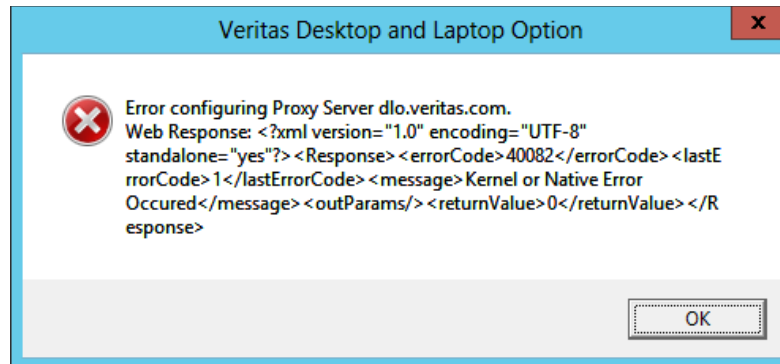 Veritas Desktop and Laptop Option
x
Error configuring Proxy Server dlo.veritas.com.
Web Response: <?xml version="1.0" encoding="UTF-8"
standalone="yes"?><Response><errorCode>40082</errorCode><lastE
rrorCode>1</lastErrorCode><message>Kernel or Native Error
Occured</message><outParams/><returnValue>0</returnValue></R
esponse>
OK